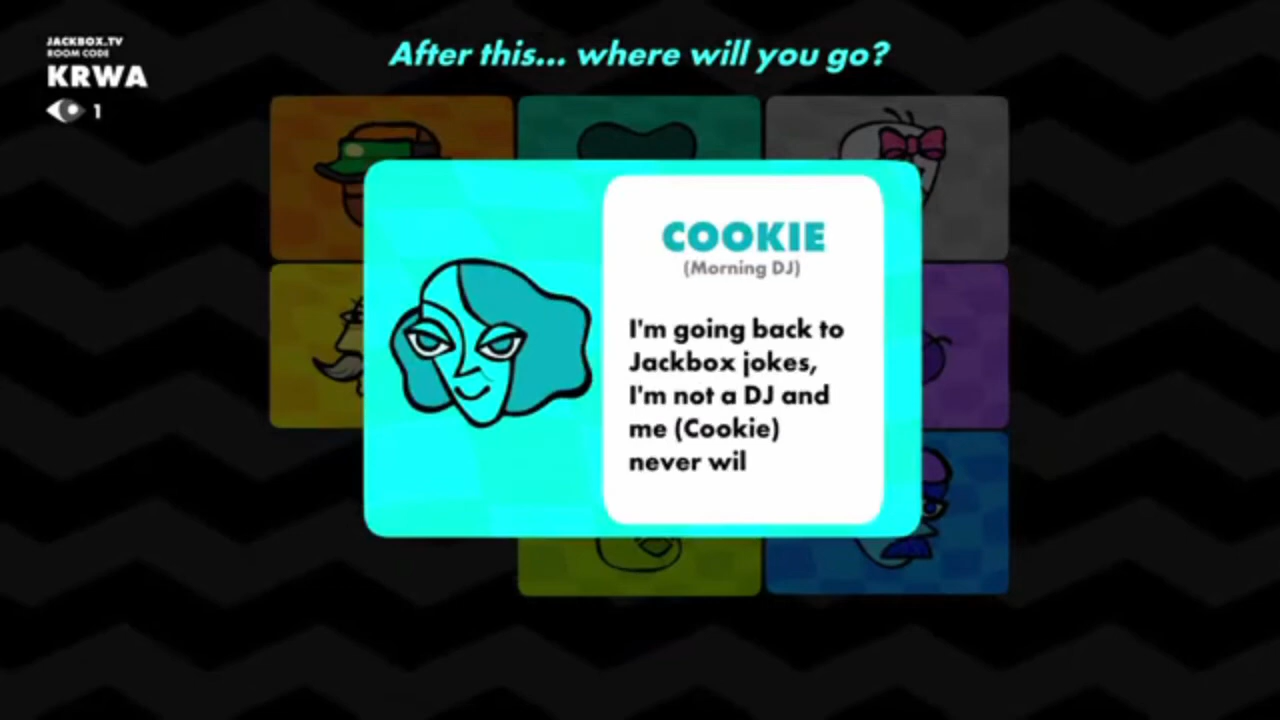 JACKBOX.TV
ROOM CODE
KRWA
1
After this... where will you go?
COOKIE
(Morning DJ)
I'm going back to
Jackbox jokes,
I'm not a DJ and
me (Cookie)
never wil